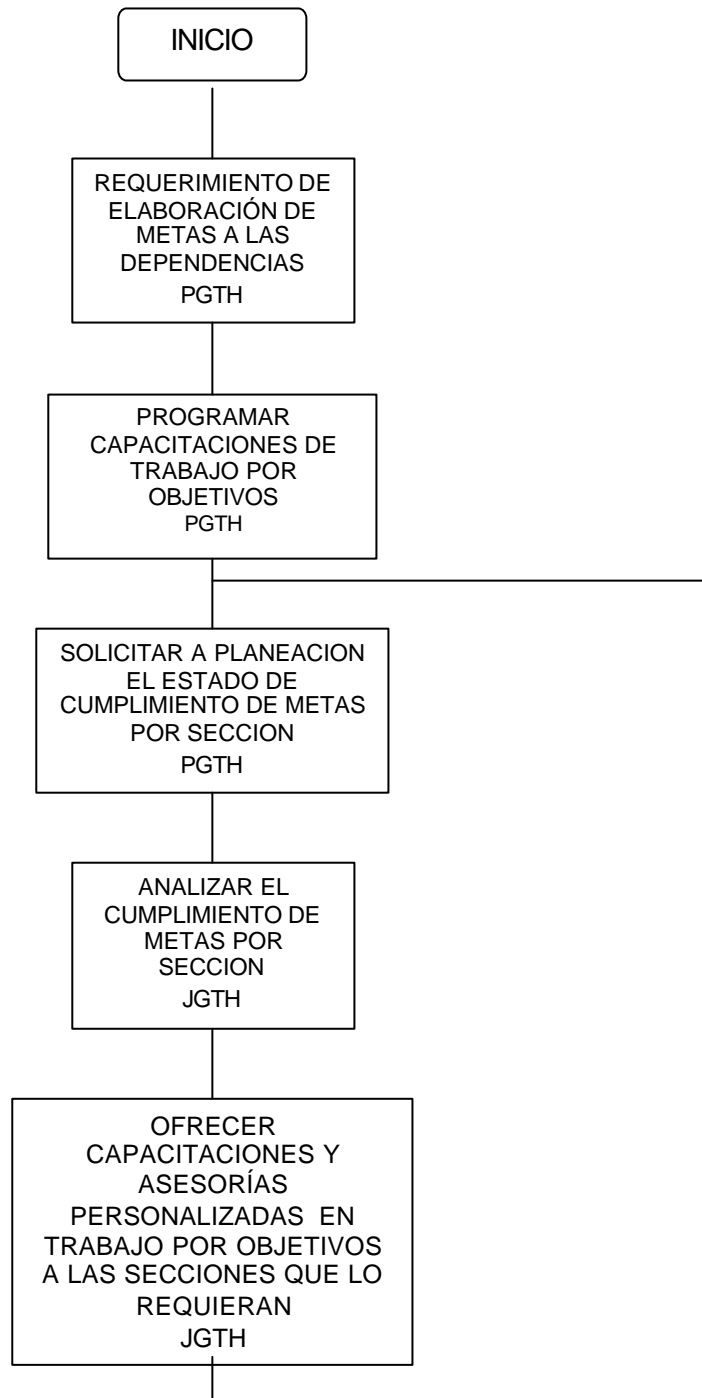 INICIO
REQUERIMIENTO DE
ELABORACIÓN DE
METAS A LAS
DEPENDENCIAS
PGTH
PROGRAMAR
CAPACITACIONES DE
TRABAJO POR
OBJETIVOS
PGTH
SOLICITAR A PLANEACION
EL ESTADO DE
CUMPLIMIENTO DE METAS
POR SECCION
PGTH
ANALIZAR EL
CUMPLIMIENTO DE
METAS POR
SECCION
JGTH
OFRECER
CAPACITACIONES Y
ASESORÍAS
PERSONALIZADAS EN
TRABAJO POR OBJETIVOS
A LAS SECCIONES QUE LO
REQUIERAN
JGTH